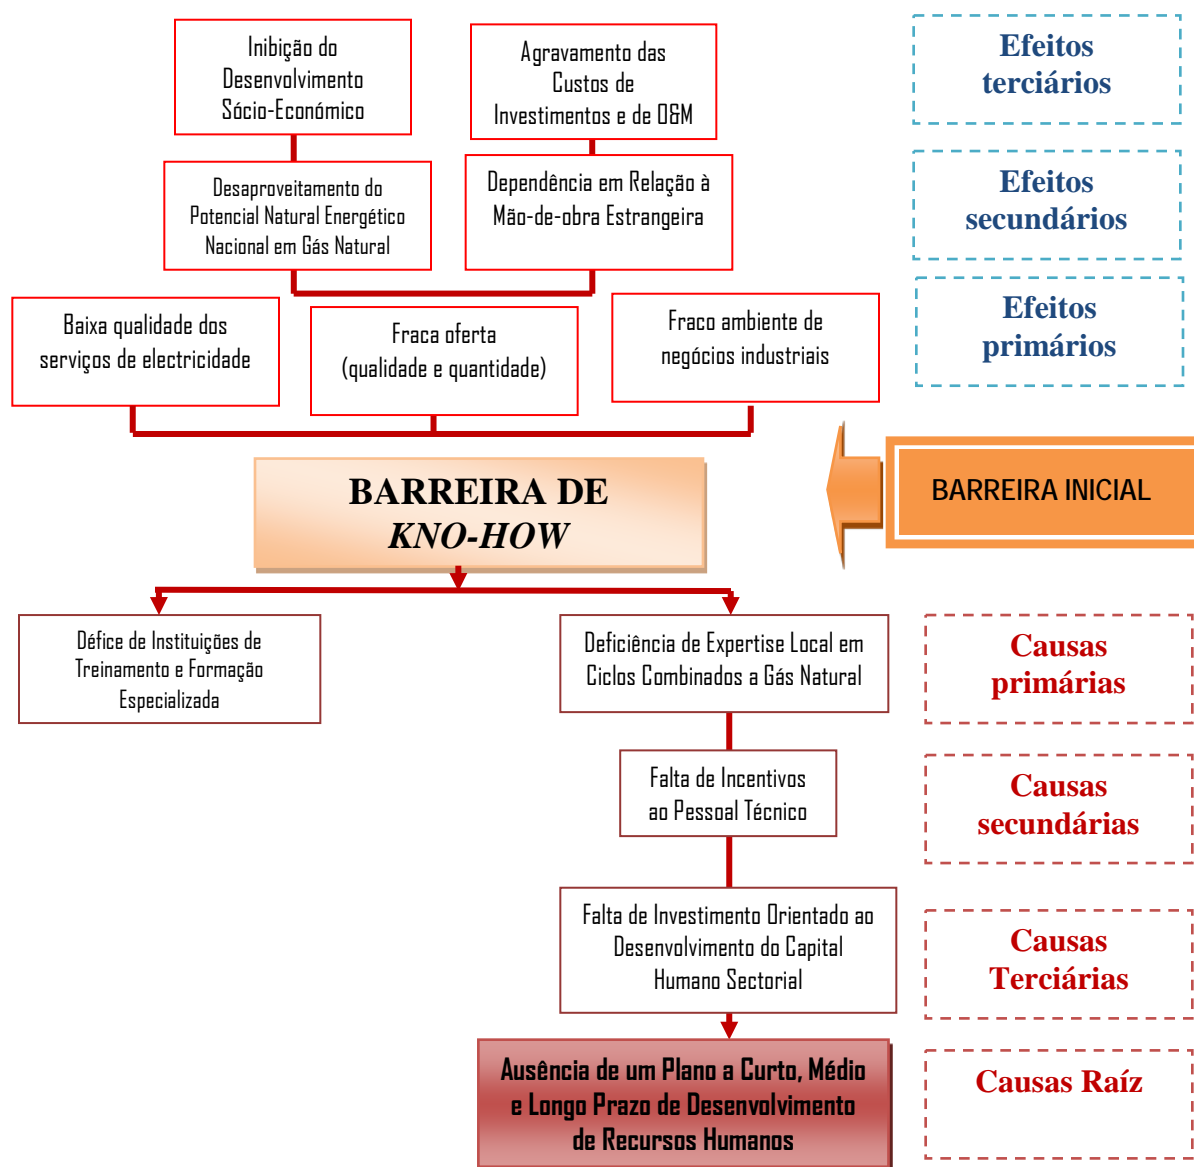 Inibição do
Desenvolvimento
Sócio-Económico
Agravamento das
Custos de
Investimentos e de O&M
Efeitos
terciários
Desaproveitamento do
Potencial Natural Energético
Nacional em Gás Natural
Dependência em Relação à
Mão-de-obra Estrangeira
Efeitos
secundários
Baixa qualidade dos
serviços de electricidade
Fraca oferta
(qualidade e quantidade)
Fraco ambiente de
negócios industriais
Efeitos
primários
BARREIRA DE
KNO-HOW
BARREIRA INICIAL
Défice de Instituições de
Treinamento e Formação
Especializada
Deficiência de Expertise Local em
Ciclos Combinados a Gás Natural
Causas
primárias
Falta de Incentivos
ao Pessoal Técnico
Causas
secundárias
Falta de Investimento Orientado ao
Desenvolvimento do Capital
Humano Sectorial
Causas
Terciárias
Ausência de um Plano a Curto, Médio
e Longo Prazo de Desenvolvimento
de Recursos Humanos
Causas Raíz